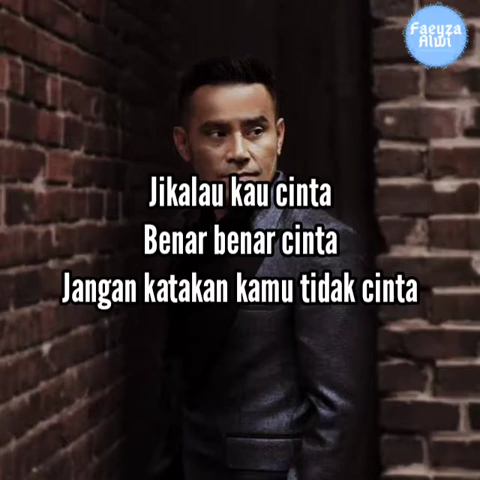 Faeyza
Alwi
Jikalau kau cinta
Benar benar cinta
Jangan katakan kamu tidak cinta